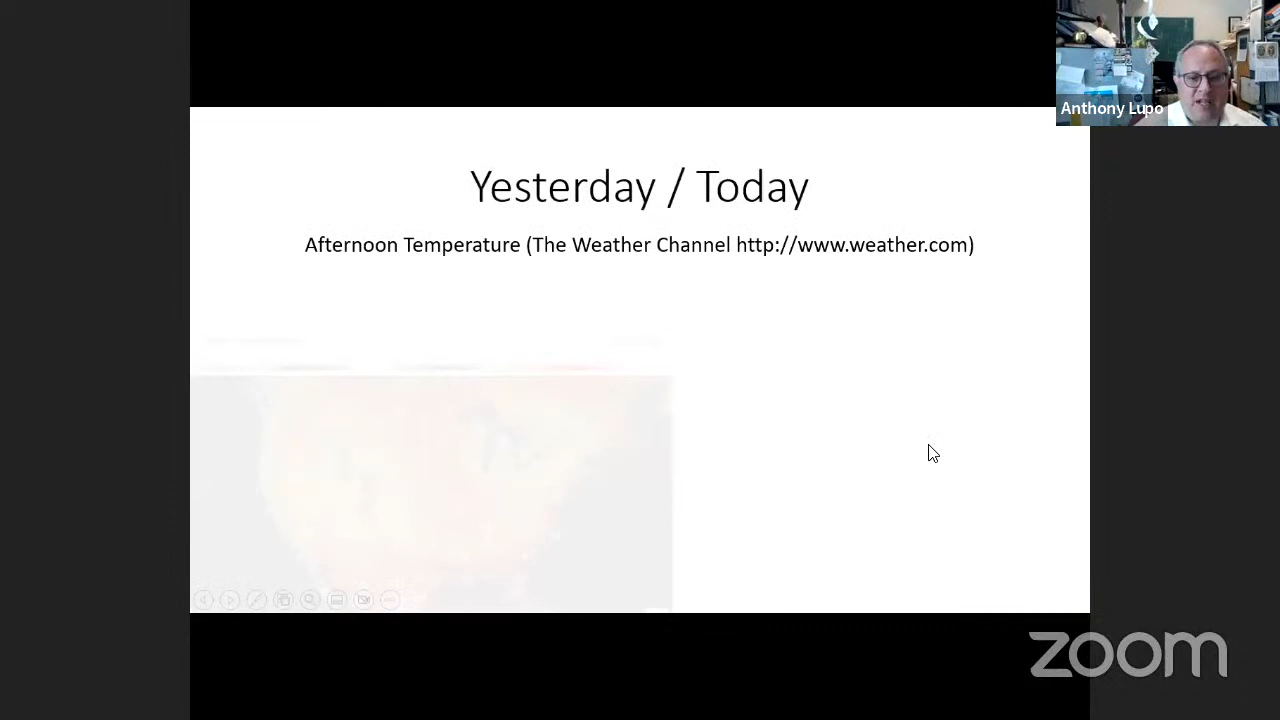 Anthony Lupo
Yesterday / Today
Afternoon Temperature (The Weather Channel http://www.weather.com)
zoom